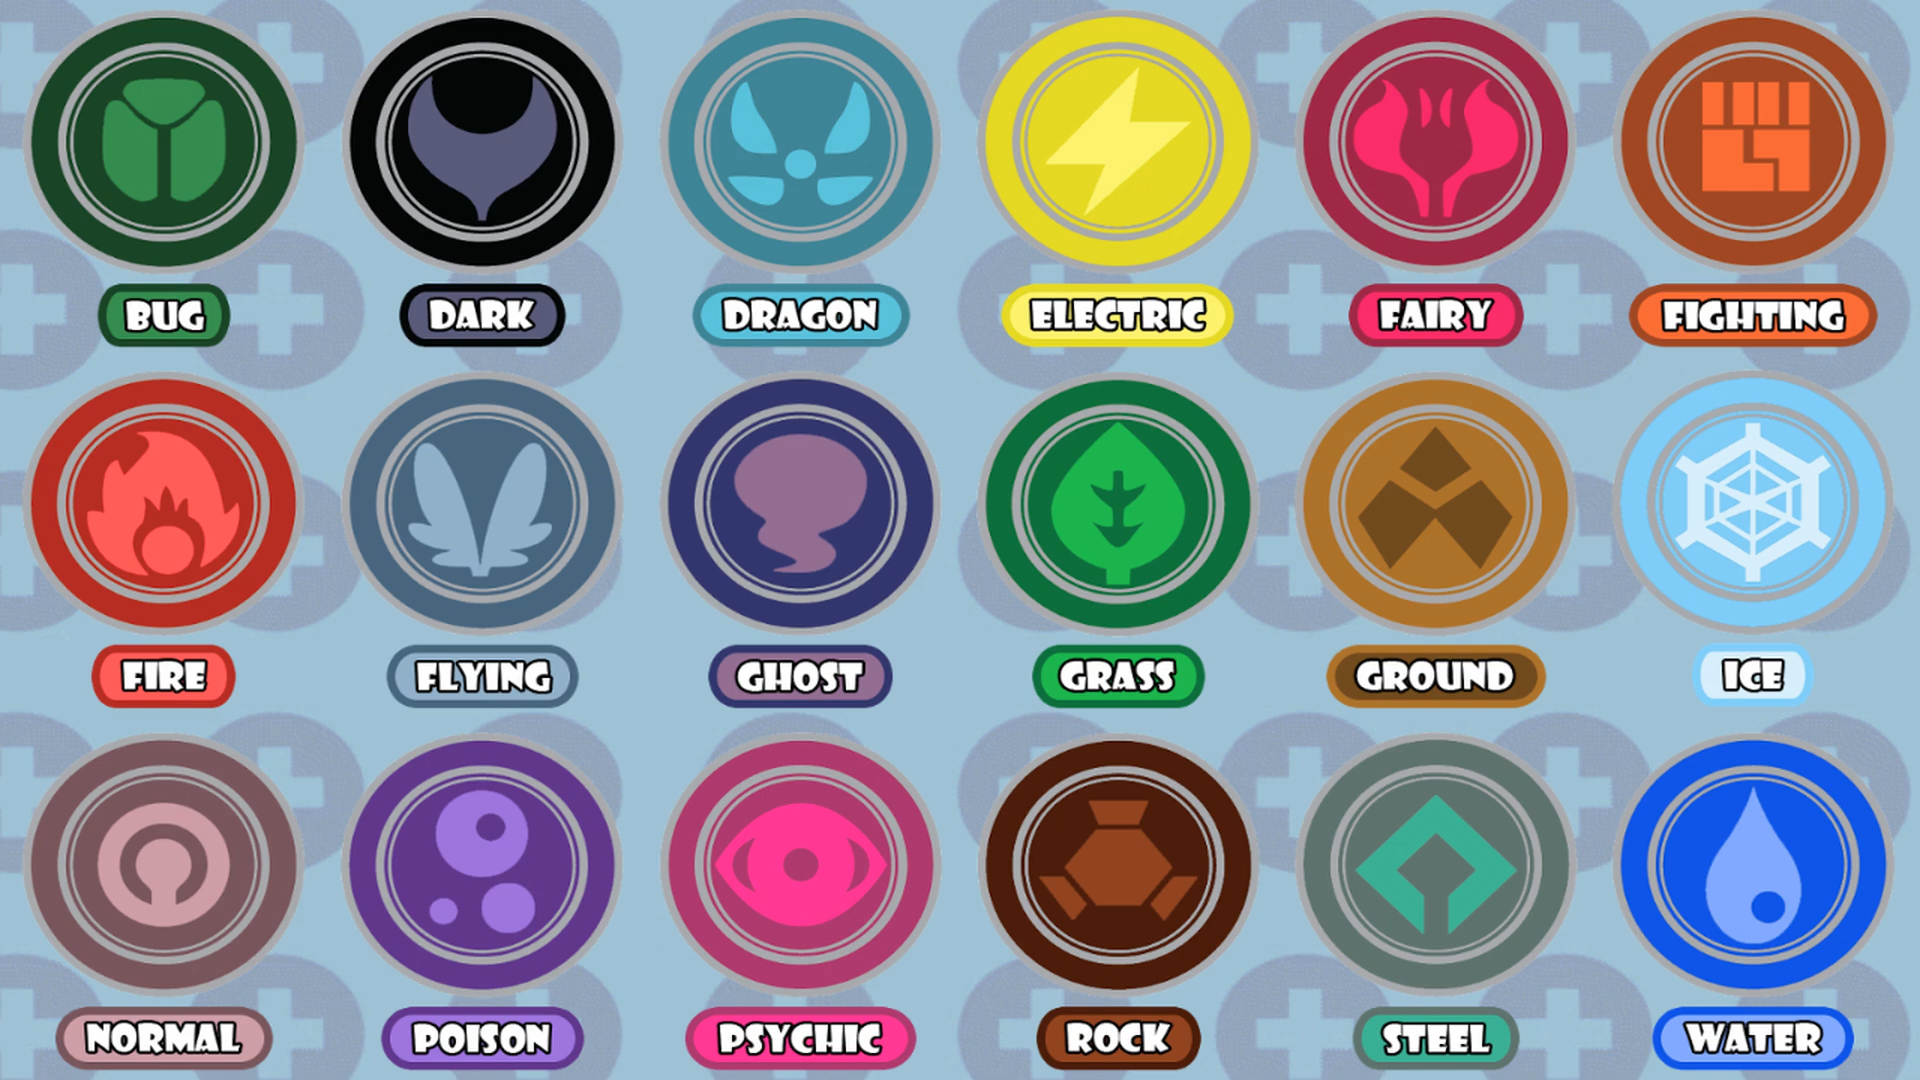 BUG
DARK
DRAGON
ELECTRIC
FAIRY
FIGHTING
FIRE
FLYING
GHOST
GRASS
GROUND
ICE
NORMAL
POISON
PSYCHIC
ROCK
STEEL
WATER